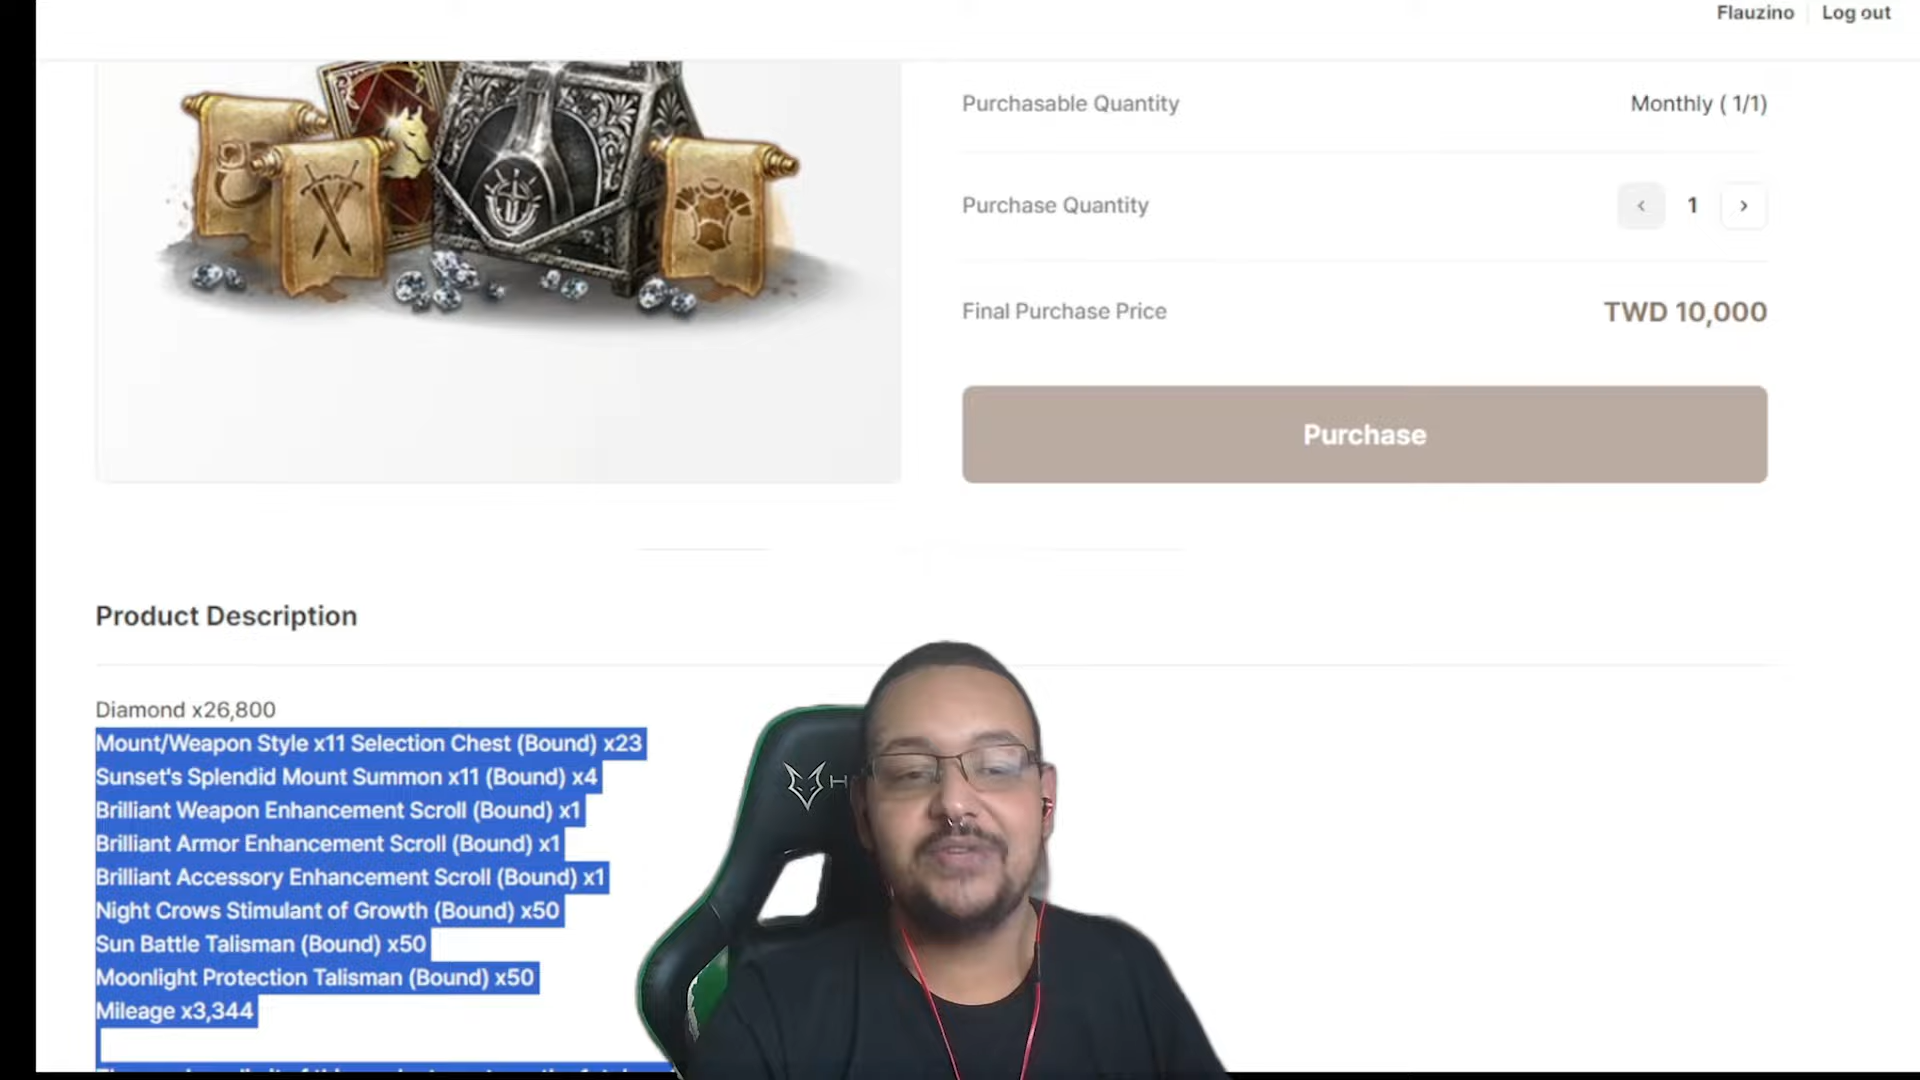 Flauzino
Log out
Purchasable Quantity
Monthly ( 1/1)
Purchase Quantity
1
Final Purchase Price
TWD 10,000
Purchase
Product Description
Diamond x26,800
Mount/Weapon Style x11 Selection Chest (Bound) x23
Sunset's Splendid Mount Summon x11 (Bound) x4
Brilliant Weapon Enhancement Scroll (Bound) x1
Brilliant Armor Enhancement Scroll (Bound) x1
Brilliant Accessory Enhancement Scroll (Bound) x1
Night Crows Stimulant of Growth (Bound) x50
Sun Battle Talisman (Bound) x50
Moonlight Protection Talisman (Bound) x50
Mileage x3,344